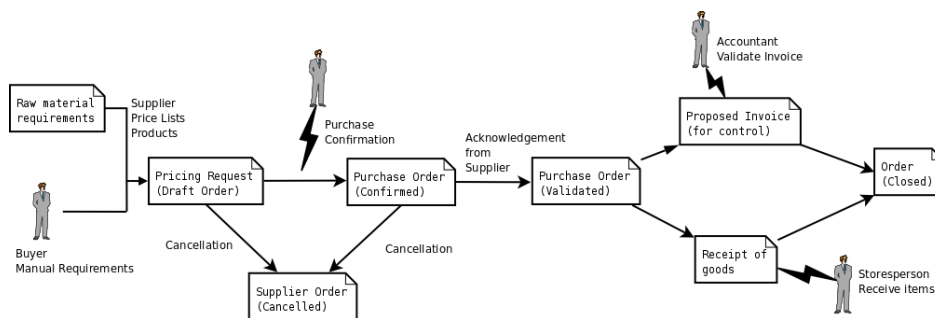 Accountant
Validate Invoice
Raw material
requirements
Supplier
Price Lists
Products
Purchase
Confirmation
Proposed Invoice
(for control)
Acknowledgement
from
Supplier
Pricing Request
(Draft Order)
Purchase Order
(Confirmed)
Purchase Order
(Validated)
Order
(Closed)
Buyer
Manual Requirements
Cancellation
Cancellation
Receipt of
goods
Storesperson
Receive items
Supplier Order
(Cancelled)